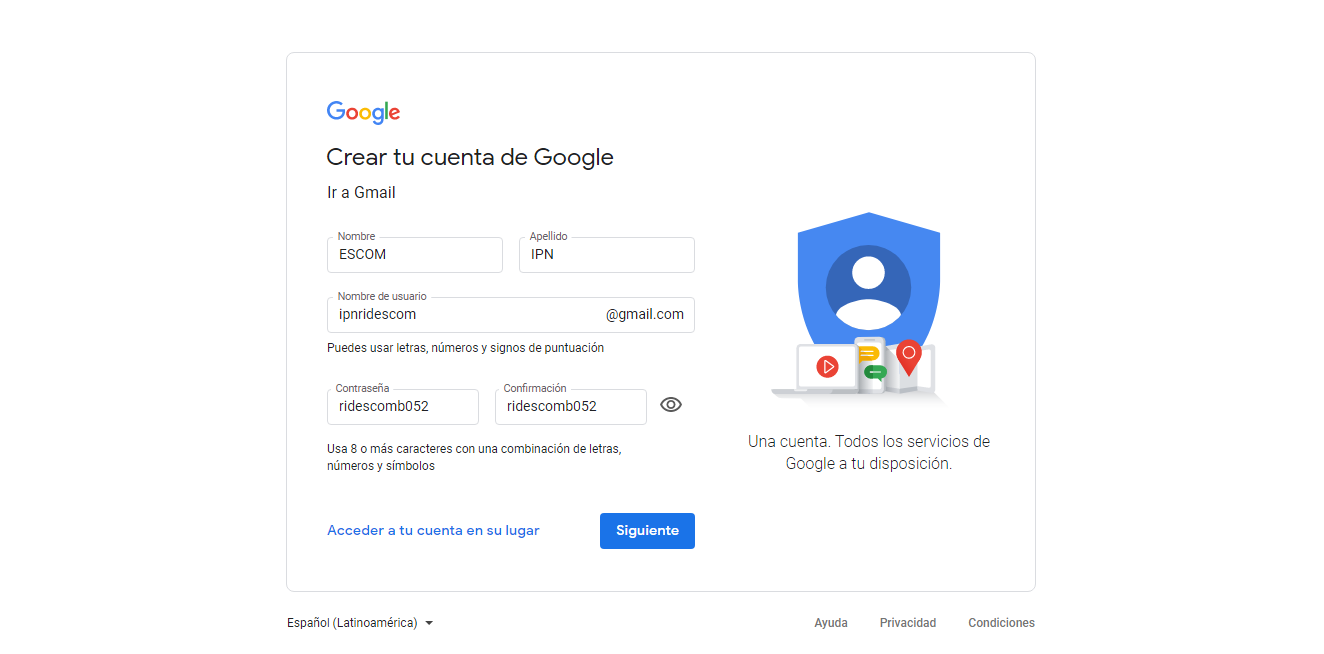 Google
Crear tu cuenta de Google
Ir a Gmail
Nombre
Apellido
ESCOM
IPN
Nombre de usuario
ipnridescom @gmail.com
Puedes usar letras, números y signos de puntuación
Contraseña
Confirmación
ridescomb052
ridescomb052
Usa 8 o más caracteres con una combinación de letras,
números y símbolos
Acceder a tu cuenta en su lugar
Siguiente
Una cuenta. Todos los servicios de
Google a tu disposición.
Español (Latinoamérica)
Ayuda
Privacidad
Condiciones